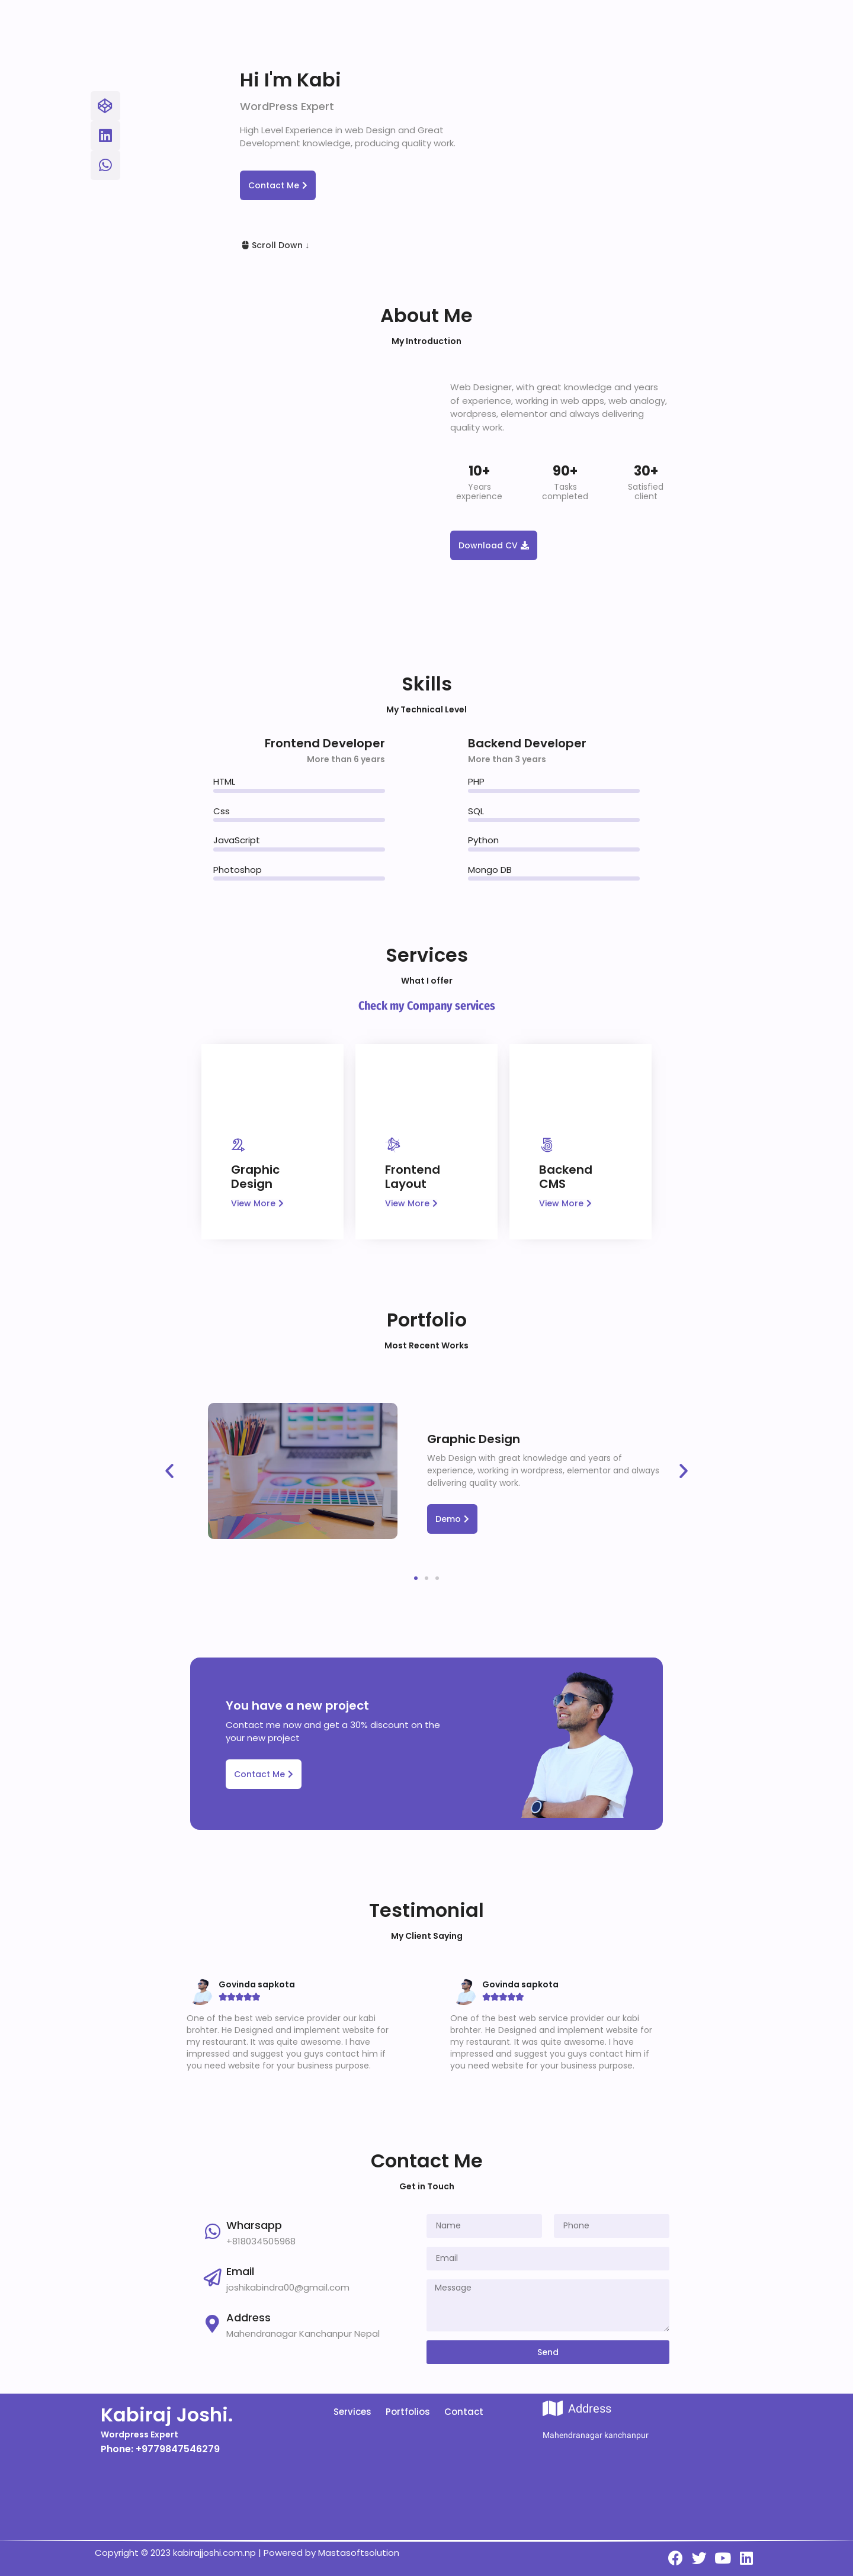 Hi I'm Kabi
WordPress Expert
High Level Experience in web Design and Great
Development knowledge, producing quality work.
Contact Me
Scroll Down ↓
About Me
My Introduction
Web Designer, with great knowledge and years
of experience, working in web apps, web analogy,
wordpress, elementor and always delivering
quality work.
10+ 90+ 30+
Years Tasks Satisfied
experience completed client
Download CV
Skills
My Technical Level
Frontend Developer
More than 6 years
HTML
Css
JavaScript
Photoshop
Backend Developer
More than 3 years
PHP
SQL
Python
Mongo DB
Services
What I offer
Check my Company services
Graphic
Design
View More
Frontend
Layout
View More
Backend
CMS
View More
Portfolio
Most Recent Works
Graphic Design
Web Design with great knowledge and years of
experience, working in wordpress, elementor and always
delivering quality work.
Demo
You have a new project
Contact me now and get a 30% discount on the
your new project
Contact Me
Testimonial
My Client Saying
Govinda sapkota
One of the best web service provider our kabi
brohter. He Designed and implement website for
my restaurant. It was quite awesome. I have
impressed and suggest you guys contact him if
you need website for your business purpose.
Govinda sapkota
One of the best web service provider our kabi
brohter. He Designed and implement website for
my restaurant. It was quite awesome. I have
impressed and suggest you guys contact him if
you need website for your business purpose.
Contact Me
Get in Touch
Wharsapp
+818034505968
Email
joshikabindra00@gmail.com
Address
Mahendranagar Kanchanpur Nepal
Name
Phone
Email
Message
Send
Kabiraj Joshi.
Wordpress Expert
Phone: +9779847546279
Services Portfolios Contact
Address
Mahendranagar kanchanpur
Copyright © 2023 kabirajjoshi.com.np | Powered by Mastasoftsolution